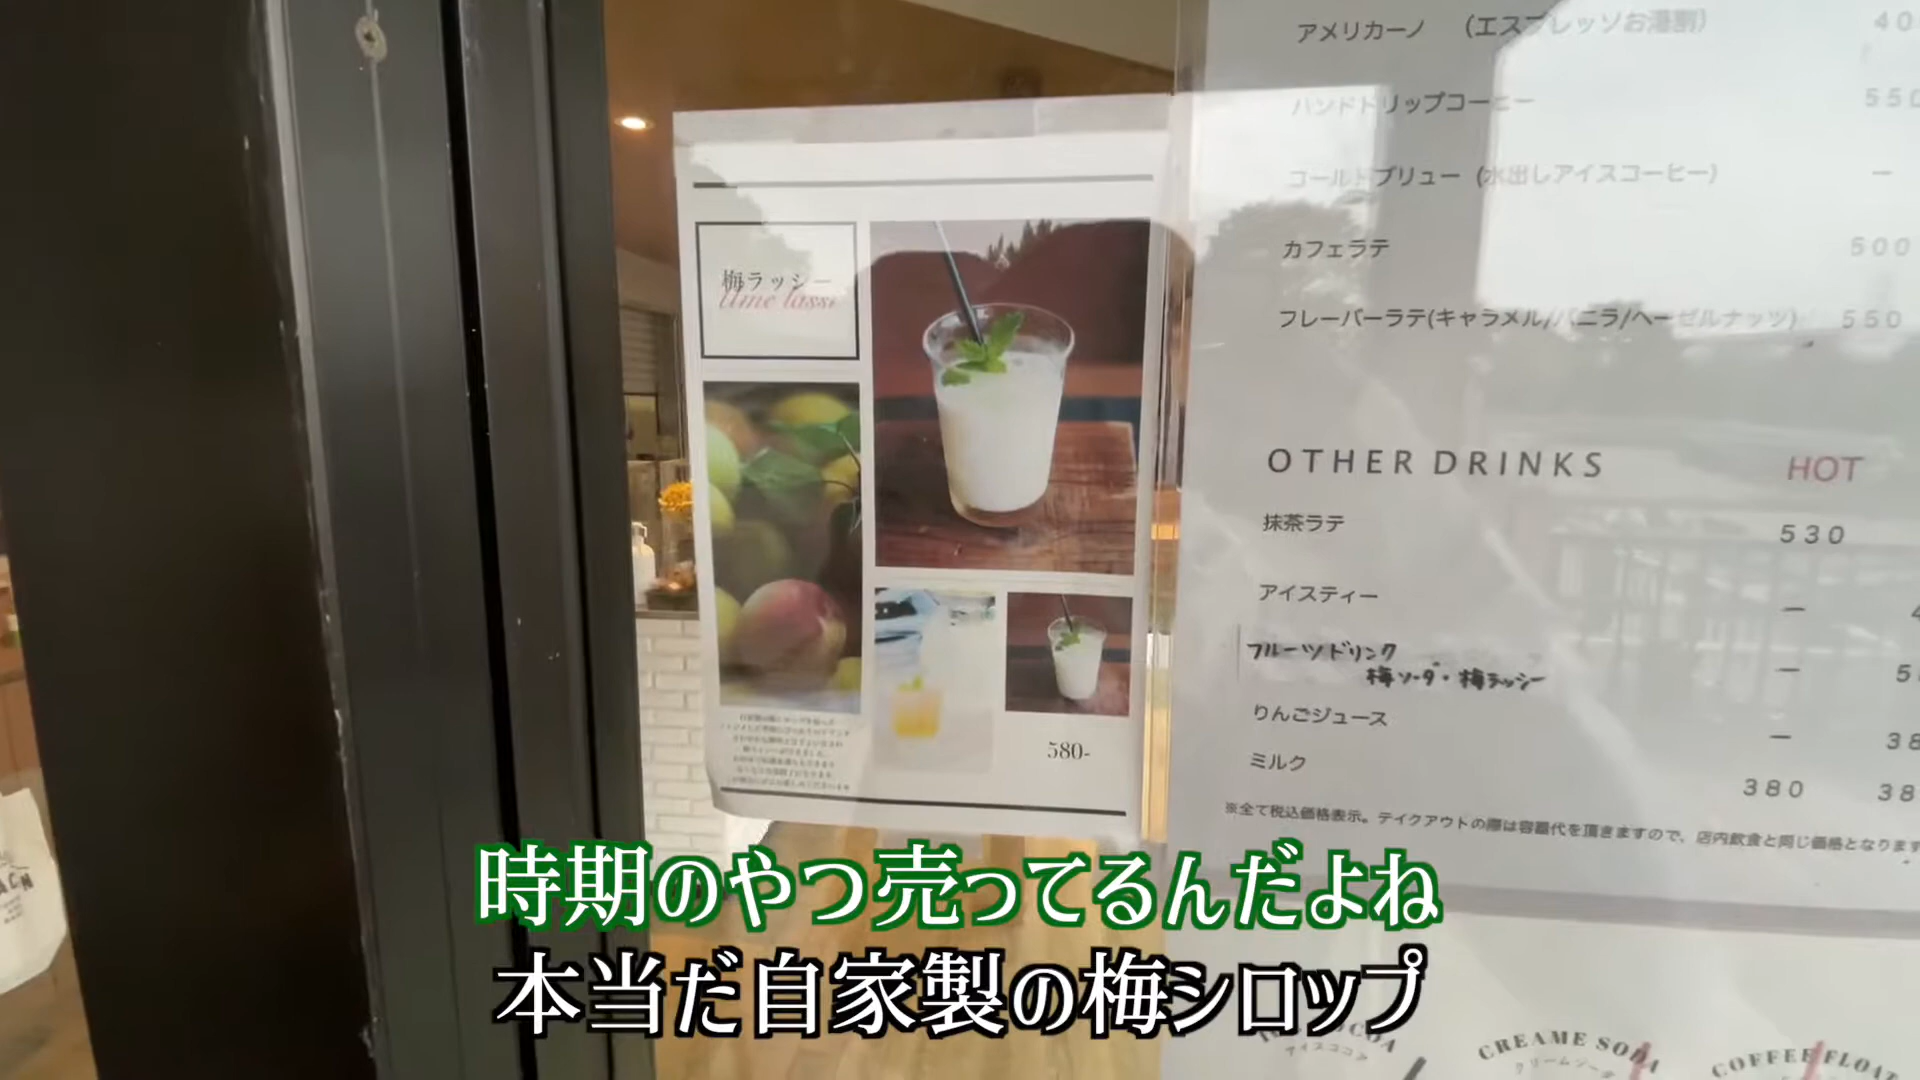 梅ラッシー
Ume lassi
580-
アメリカーノ (エスプレッソお湯割)
ハンドドリップコーヒー
コールドブリュー (水出しアイスコーヒー) ー
カフェラテ 500
フレーバーラテ(キャラメル/バニラ/ヘーゼルナッツ) 550
OTHER DRINKS HOT
抹茶ラテ 530
アイスティー ー
フルーツドリンク ー
梅ソーダ・梅ラッシー
りんごジュース ー
ミルク 380
※全て税込価格表示。テイクアウトの際は容器代を頂きますので、店内飲食と同じ価格となります
CREAME SODA
クリームソーダ
COFFEE FLOAT
アイスココア
時期のやつ売ってるんだよね
本当だ自家製の梅シロップ